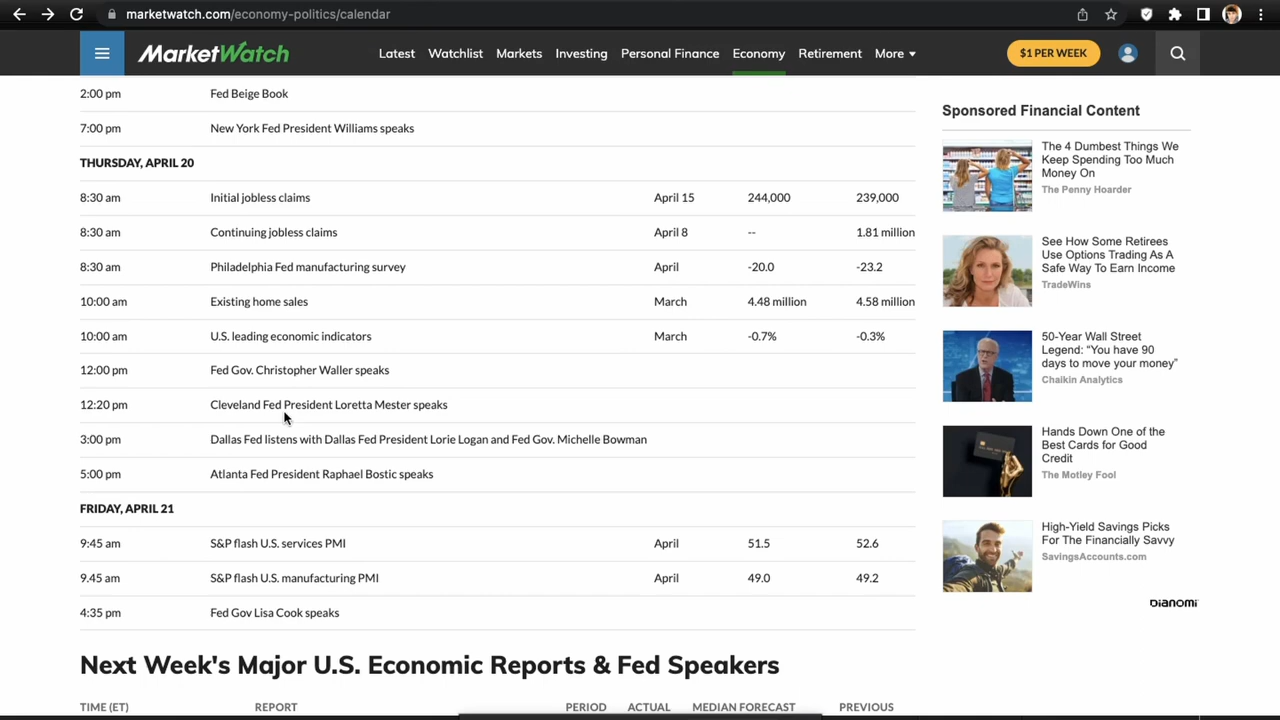 marketwatch.com/economy-politics/calendar
MarketWatch
Latest Watchlist Markets Investing Personal Finance Economy Retirement More
$1 PER WEEK
2:00 pm Fed Beige Book
7:00 pm New York Fed President Williams speaks
THURSDAY, APRIL 20
8:30 am Initial jobless claims April 15 244,000 239,000
8:30 am Continuing jobless claims April 8 -- 1.81 million
8:30 am Philadelphia Fed manufacturing survey April -20.0 -23.2
10:00 am Existing home sales March 4.48 million 4.58 million
10:00 am U.S. leading economic indicators March -0.7% -0.3%
12:00 pm Fed Gov. Christopher Waller speaks
12:20 pm Cleveland Fed President Loretta Mester speaks
3:00 pm Dallas Fed listens with Dallas Fed President Lorie Logan and Fed Gov. Michelle Bowman
5:00 pm Atlanta Fed President Raphael Bostic speaks
FRIDAY, APRIL 21
9:45 am S&P flash U.S. services PMI April 51.5 52.6
9.45 am S&P flash U.S. manufacturing PMI April 49.0 49.2
4:35 pm Fed Gov Lisa Cook speaks
Next Week's Major U.S. Economic Reports & Fed Speakers
TIME (ET) REPORT PERIOD ACTUAL MEDIAN FORECAST PREVIOUS
Sponsored Financial Content
The 4 Dumbest Things We
Keep Spending Too Much
Money On
The Penny Hoarder
See How Some Retirees
Use Options Trading As A
Safe Way To Earn Income
TradeWins
50-Year Wall Street
Legend: “You have 90
days to move your money”
Chaikin Analytics
Hands Down One of the
Best Cards for Good
Credit
The Motley Fool
High-Yield Savings Picks
For The Financially Savvy
SavingsAccounts.com
Dianomi